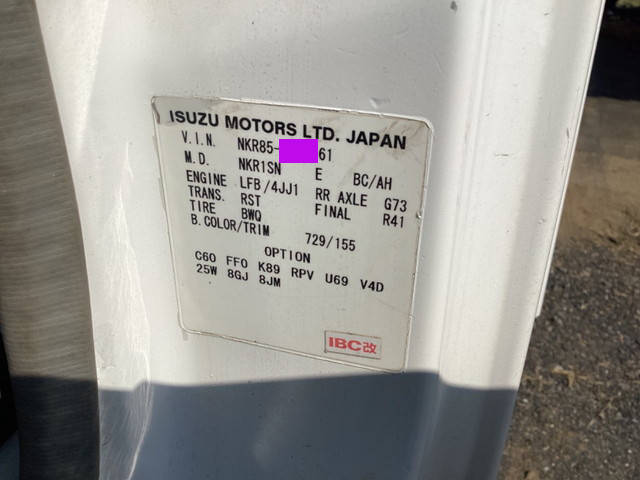 ISUZU MOTORS LTD. JAPAN
V.I.N. NKR85- 61
M.D. NKR1SN E BC/AH
ENGINE LFB/4JJ1 RR AXLE G73
TRANS. RST FINAL R41
TIRE BWQ
B.COLOR/TRIM 729/155
OPTION
C60 FF0 K89 RPV U69 V4D
25W 8GJ 8JM
IBC改